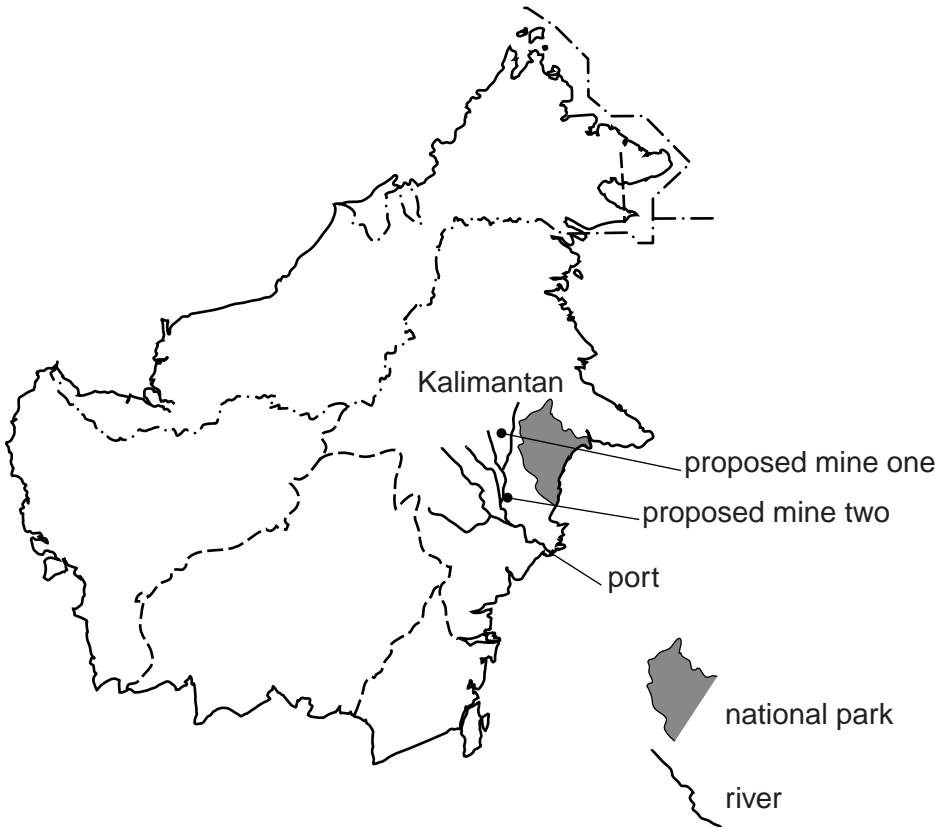 Kalimantan
proposed mine one
proposed mine two
port
national park
river